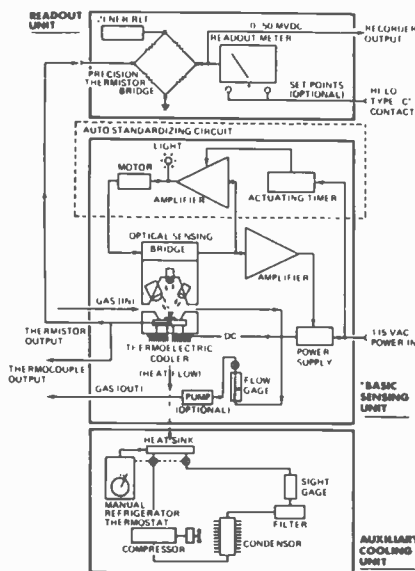 READOUT
UNIT
ZENER REF
0-50 MVDC
READOUT METER
RECORDER
OUTPUT
PRECISION
THERMISTOR
BRIDGE
SET POINTS
(OPTIONAL)
HI LO
TYPE "C"
CONTACT
AUTO STANDARDIZING CIRCUIT
LIGHT
MOTOR
AMPLIFIER
ACTUATING TIMER
OPTICAL SENSING
BRIDGE
AMPLIFIER
GAS (IN)
THERMISTOR
OUTPUT
THERMOELECTRIC
COOLER
DC
POWER
SUPPLY
115 VAC
POWER IN
THERMOCOUPLE
OUTPUT
(HEAT FLOW)
GAS (OUT)
PUMP
(OPTIONAL)
FLOW
GAGE
*BASIC
SENSING
UNIT
HEAT SINK
SIGHT
GAGE
MANUAL
REFRIGERATOR
THERMOSTAT
FILTER
COMPRESSOR
CONDENSOR
AUXILIARY
COOLING
UNIT